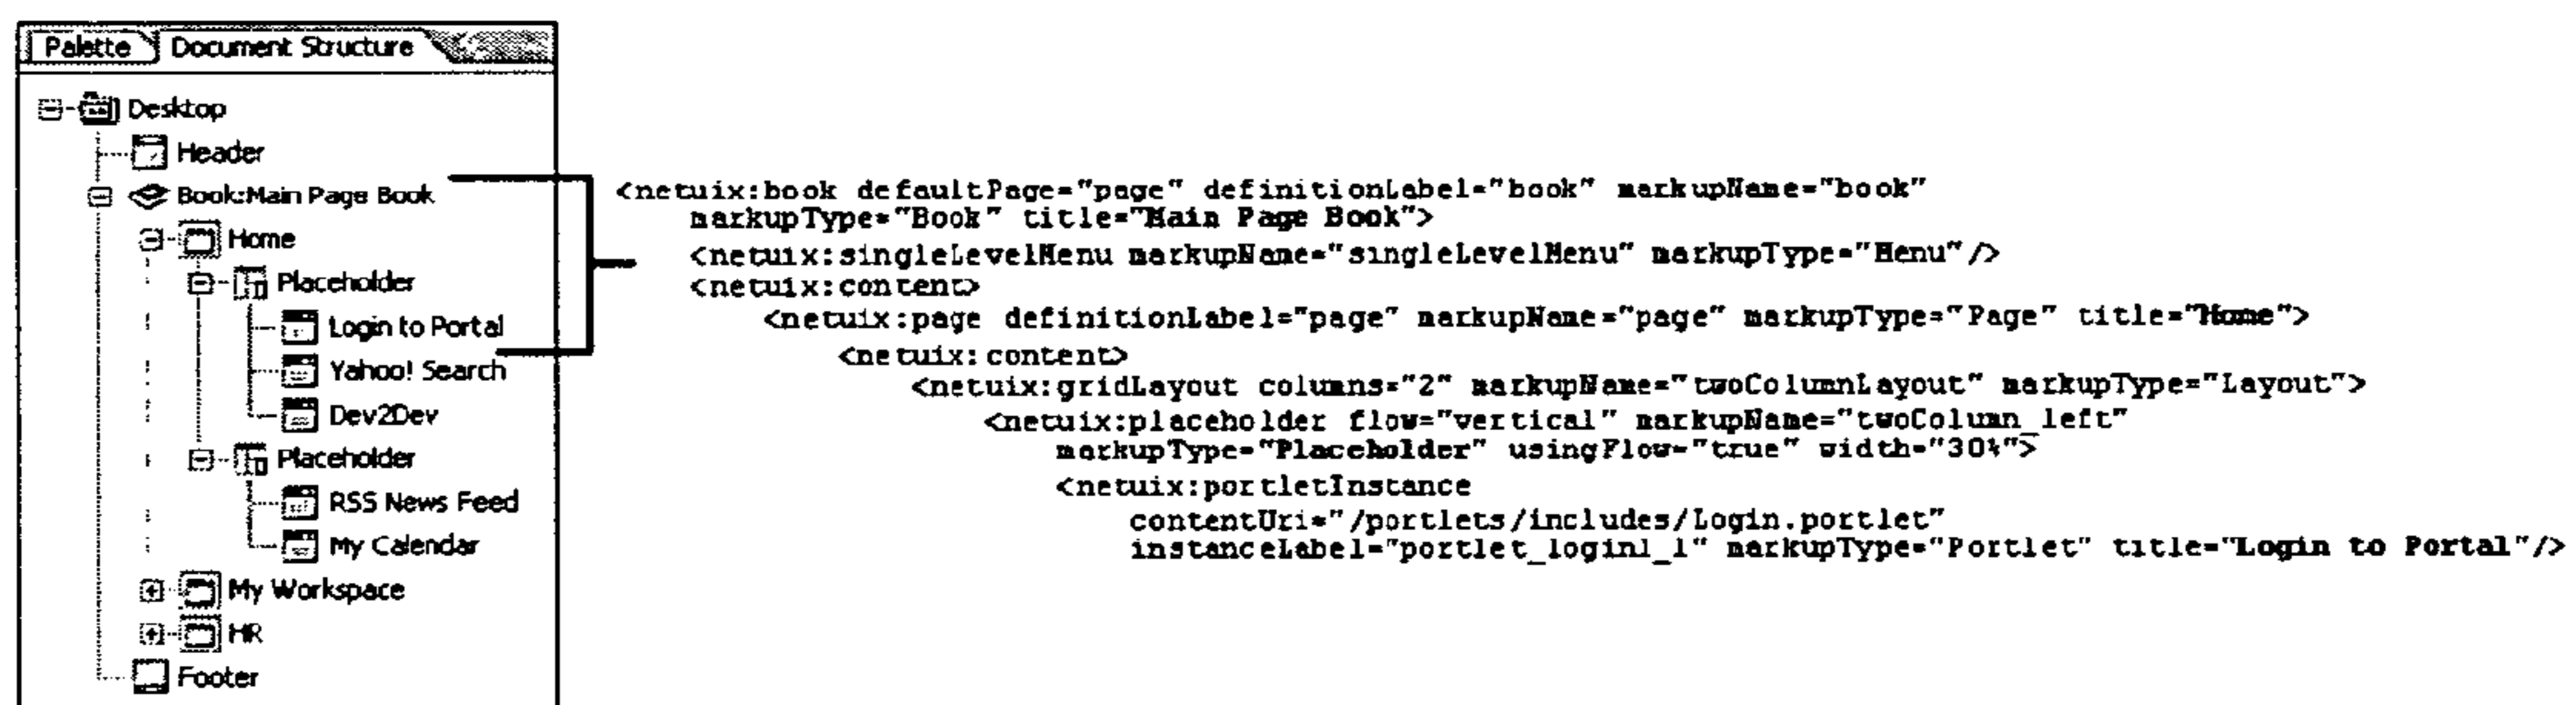 Palette Document Structure
Desktop
Header
Book:Main Page Book
Home
Placeholder
Login to Portal
Yahoo! Search
Dev2Dev
Placeholder
RSS News Feed
My Calendar
My Workspace
HR
Footer
<netuix:book defaultPage="page" definitionLabel="book" markupName="book"
markupType="Book" title="Main Page Book">
<netuix:singleLevelMenu markupName="singleLevelMenu" markupType="Menu"/>
<netuix:content>
<netuix:page definitionLabel="page" markupName="page" markupType="Page" title="Home">
<netuix:content>
<netuix:gridLayout columns="2" markupName="twoColumnLayout" markupType="Layout">
<netuix:placeholder flow="vertical" markupName="twoColumn_left"
markupType="Placeholder" usingFlow="true" width="30%">
<netuix:portletInstance
contentUri="/portlets/includes/Login.portlet"
instanceLabel="portlet_login1_1" markupType="Portlet" title="Login to Portal"/>